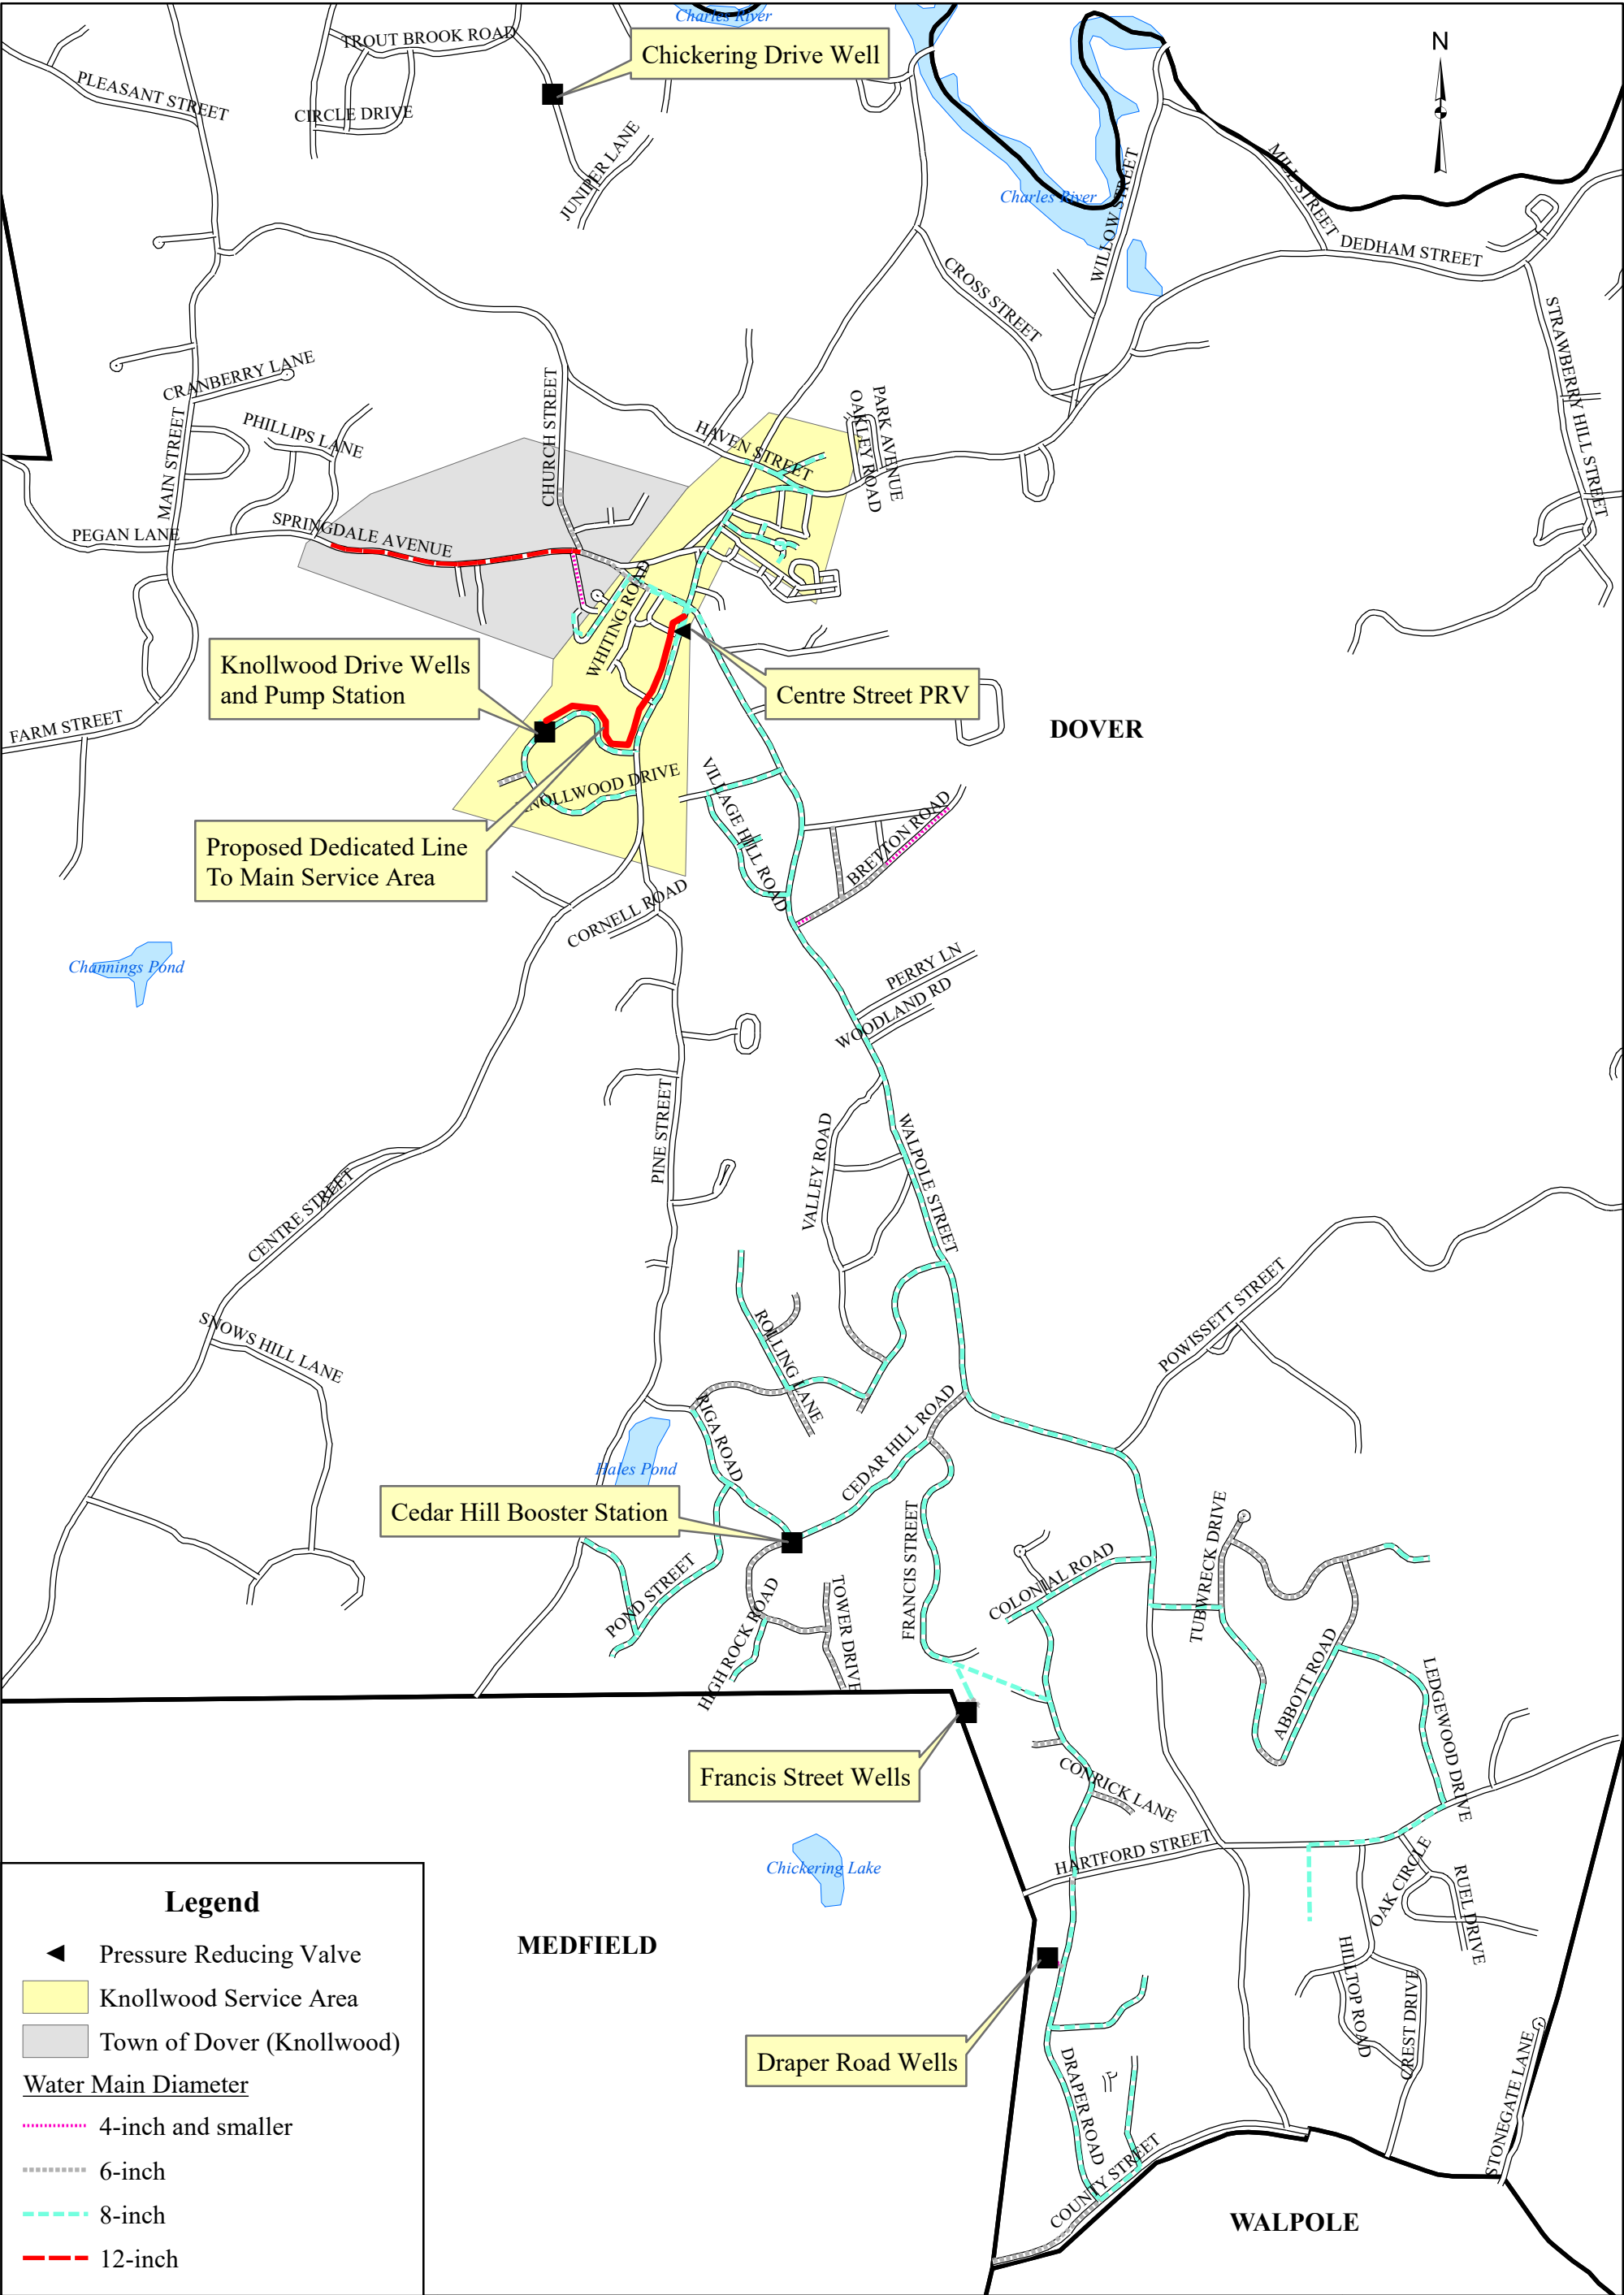 Charles River
N
TROUT BROOK ROAD
Chickering Drive Well
PLEASANT STREET
CIRCLE DRIVE
JUNIPER LANE
Charles River
WILLOW STREET
MILL STREET
DEDHAM STREET
CROSS STREET
STRAWBERRY HILL STREET
CRANBERRY LANE
MAIN STREET
PHILLIPS LANE
CHURCH STREET
HAVEN STREET
OAKLEY ROAD
PARK AVENUE
PEGAN LANE
SPRINGDALE AVENUE
WHITING ROAD
Knollwood Drive Wells
and Pump Station
Centre Street PRV
FARM STREET
DOVER
KNOLLWOOD DRIVE
VILLAGE HILL ROAD
BRETTON ROAD
Proposed Dedicated Line
To Main Service Area
CORNELL ROAD
Channings Pond
PERRY LN
WOODLAND RD
PINE STREET
VALLEY ROAD
WALPOLE STREET
CENTRE STREET
SNOWS HILL LANE
ROLLING LANE
POWISSETT STREET
RIGA ROAD
CEDAR HILL ROAD
Hales Pond
Cedar Hill Booster Station
FRANCIS STREET
TUBWRECK DRIVE
COLONIAL ROAD
POND STREET
HIGH ROCK ROAD
TOWER DRIVE
ABBOTT ROAD
LEDGEWOOD DRIVE
Francis Street Wells
CONRICK LANE
HARTFORD STREET
Chickering Lake
OAK CIRCLE
RUEL DRIVE
MEDFIELD
HILLTOP ROAD
CREST DRIVE
Draper Road Wells
DRAPER ROAD
STONEGATE LANE
COUNTY STREET
WALPOLE
Legend
Pressure Reducing Valve
Knollwood Service Area
Town of Dover (Knollwood)
Water Main Diameter
4-inch and smaller
6-inch
8-inch
12-inch